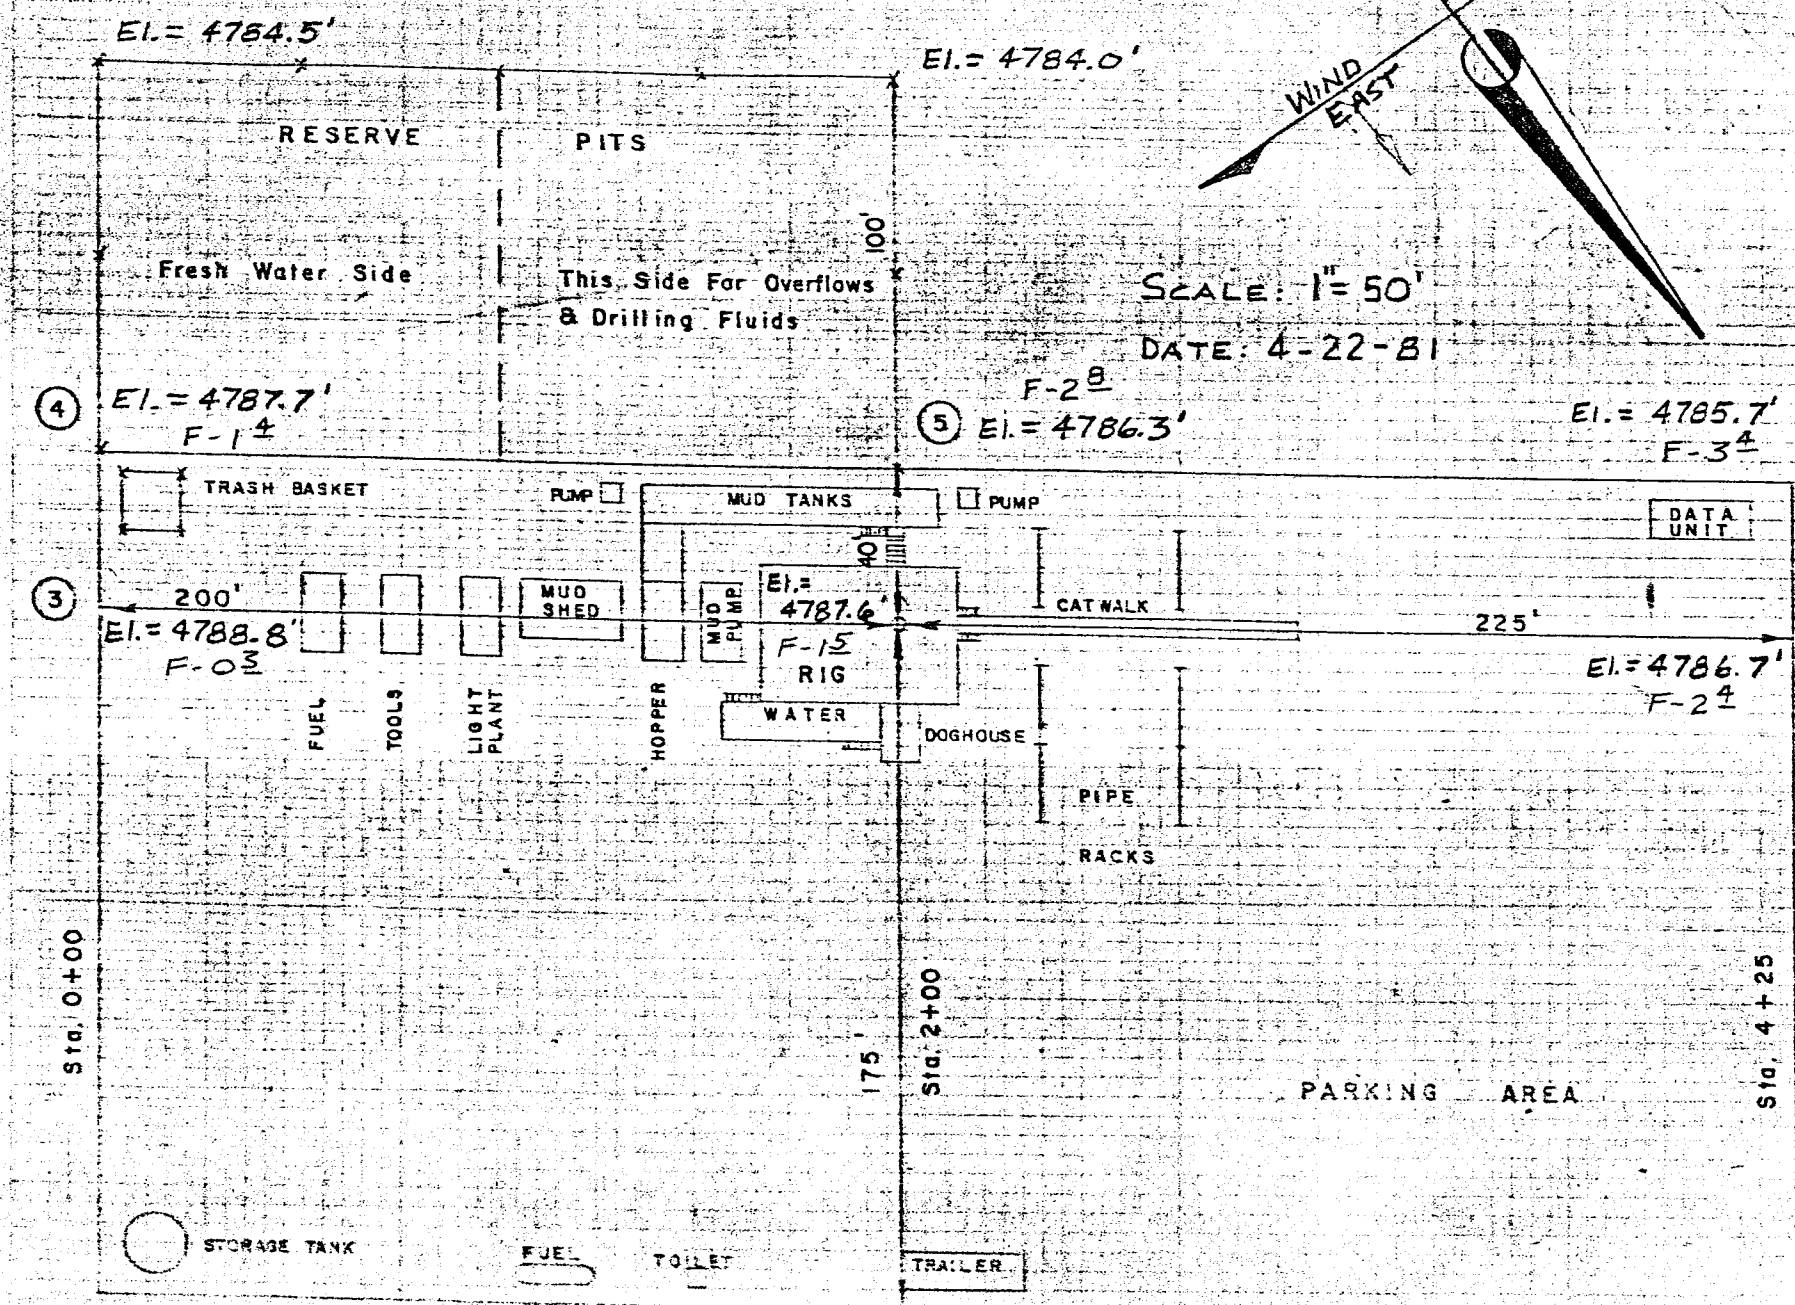 El. = 4784.5'
El. = 4784.0'
WIND
EAST
RESERVE PITS
100'
Fresh Water Side
This Side For Overflows
& Drilling Fluids
SCALE: 1" = 50'
DATE: 4-22-81
④ El. = 4787.7'
F-1 4
F-2 8
⑤ El. = 4786.3'
El. = 4785.7'
F-3 4
TRASH BASKET
PUMP
MUD TANKS
PUMP
DATA
UNIT
40'
③ 200'
El. = 4788.8'
F-0 3
MUD
SHED
MUD
PUMP
El. =
4787.6'
F-1 5
RIG
CATWALK
225'
El. = 4786.7'
F-2 4
FUEL
TOOLS
LIGHT
PLANT
HOPPER
WATER
DOGHOUSE
PIPE
RACKS
Sta. 0+00
175'
Sta. 2+00
PARKING AREA
Sta. 4+25
STORAGE TANK
FUEL
TOILET
TRAILER